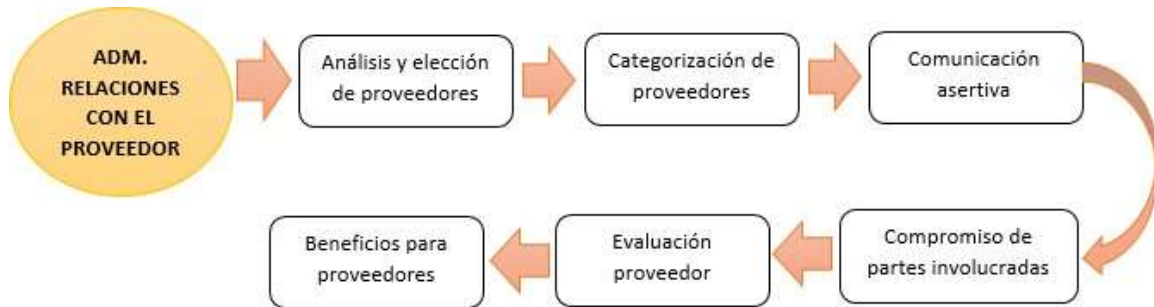 ADM.
RELACIONES
CON EL
PROVEEDOR
Análisis y elección
de proveedores
Categorización de
proveedores
Comunicación
asertiva
Compromiso de
partes involucradas
Evaluación
proveedor
Beneficios para
proveedores